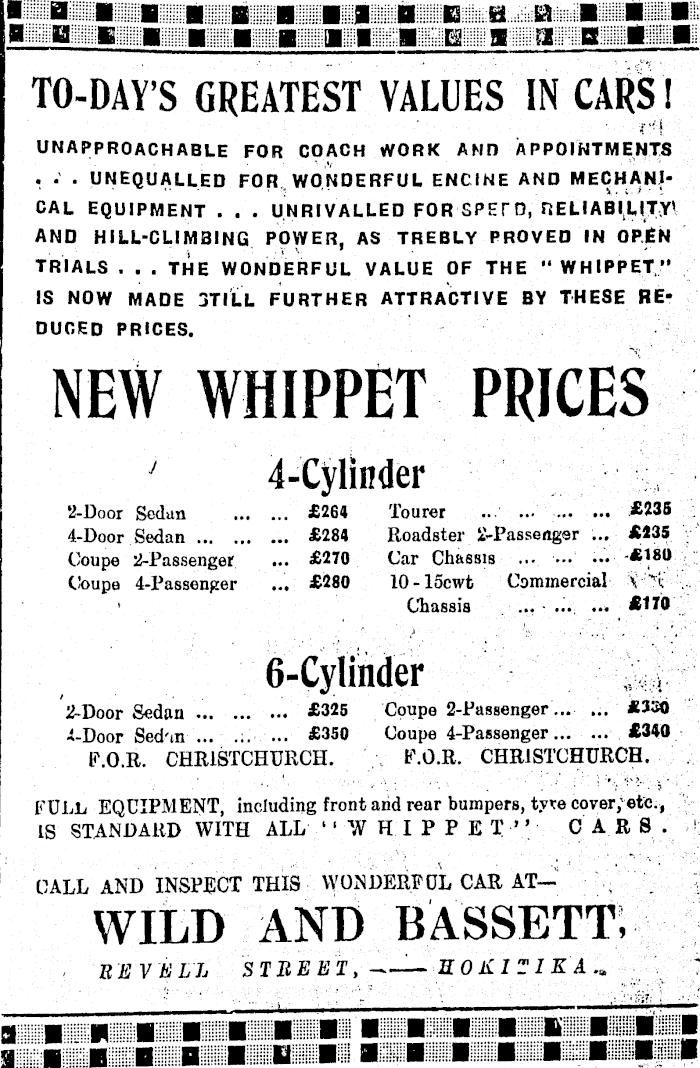 TO-DAY'S GREATEST VALUES IN CARS!
UNAPPROACHABLE FOR COACH WORK AND APPOINTMENTS
. . . UNEQUALLED FOR WONDERFUL ENGINE AND MECHANI-
CAL EQUIPMENT . . . UNRIVALLED FOR SPEED, RELIABILITY
AND HILL-CLIMBING POWER, AS TREBLY PROVED IN OPEN
TRIALS . . . THE WONDERFUL VALUE OF THE "WHIPPET"
IS NOW MADE STILL FURTHER ATTRACTIVE BY THESE RE-
DUCED PRICES.
NEW WHIPPET PRICES
4-Cylinder
2-Door Sedan ... ... £264
4-Door Sedan ... ... ... £284
Coupe 2-Passenger ... £270
Coupe 4-Passenger ... £280
Tourer ... ... ... ... £235
Roadster 2-Passenger ... £235
Car Chassis ... ... ... £180
10-15cwt Commercial
Chassis ... ... ... £170
6-Cylinder
2-Door Sedan ... ... ... £325
4-Door Sedan ... ... ... £350
F.O.R. CHRISTCHURCH.
Coupe 2-Passenger ... ... £330
Coupe 4-Passenger ... ... £340
F.O.R. CHRISTCHURCH.
FULL EQUIPMENT, including front and rear bumpers, tyre cover, etc.,
IS STANDARD WITH ALL "WHIPPET" CARS.
CALL AND INSPECT THIS WONDERFUL CAR AT—
WILD AND BASSETT,
REVELL STREET, —— HOKITIKA.